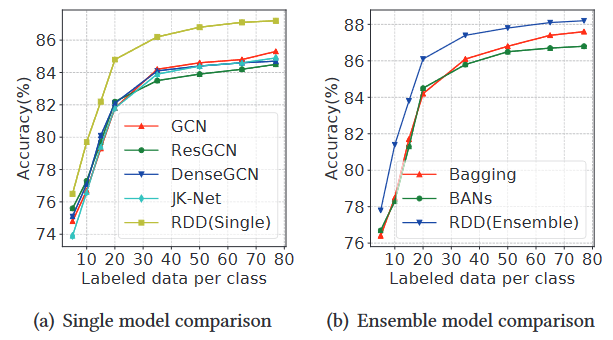 Accuracy(%)
86
84
82
80
78
76
74
10 20 30 40 50 60 70 80
Labeled data per class
GCN
ResGCN
DenseGCN
JK-Net
RDD(Single)
(a) Single model comparison
Accuracy(%)
88
86
84
82
80
78
76
10 20 30 40 50 60 70 80
Labeled data per class
Bagging
BANs
RDD(Ensemble)
(b) Ensemble model comparison